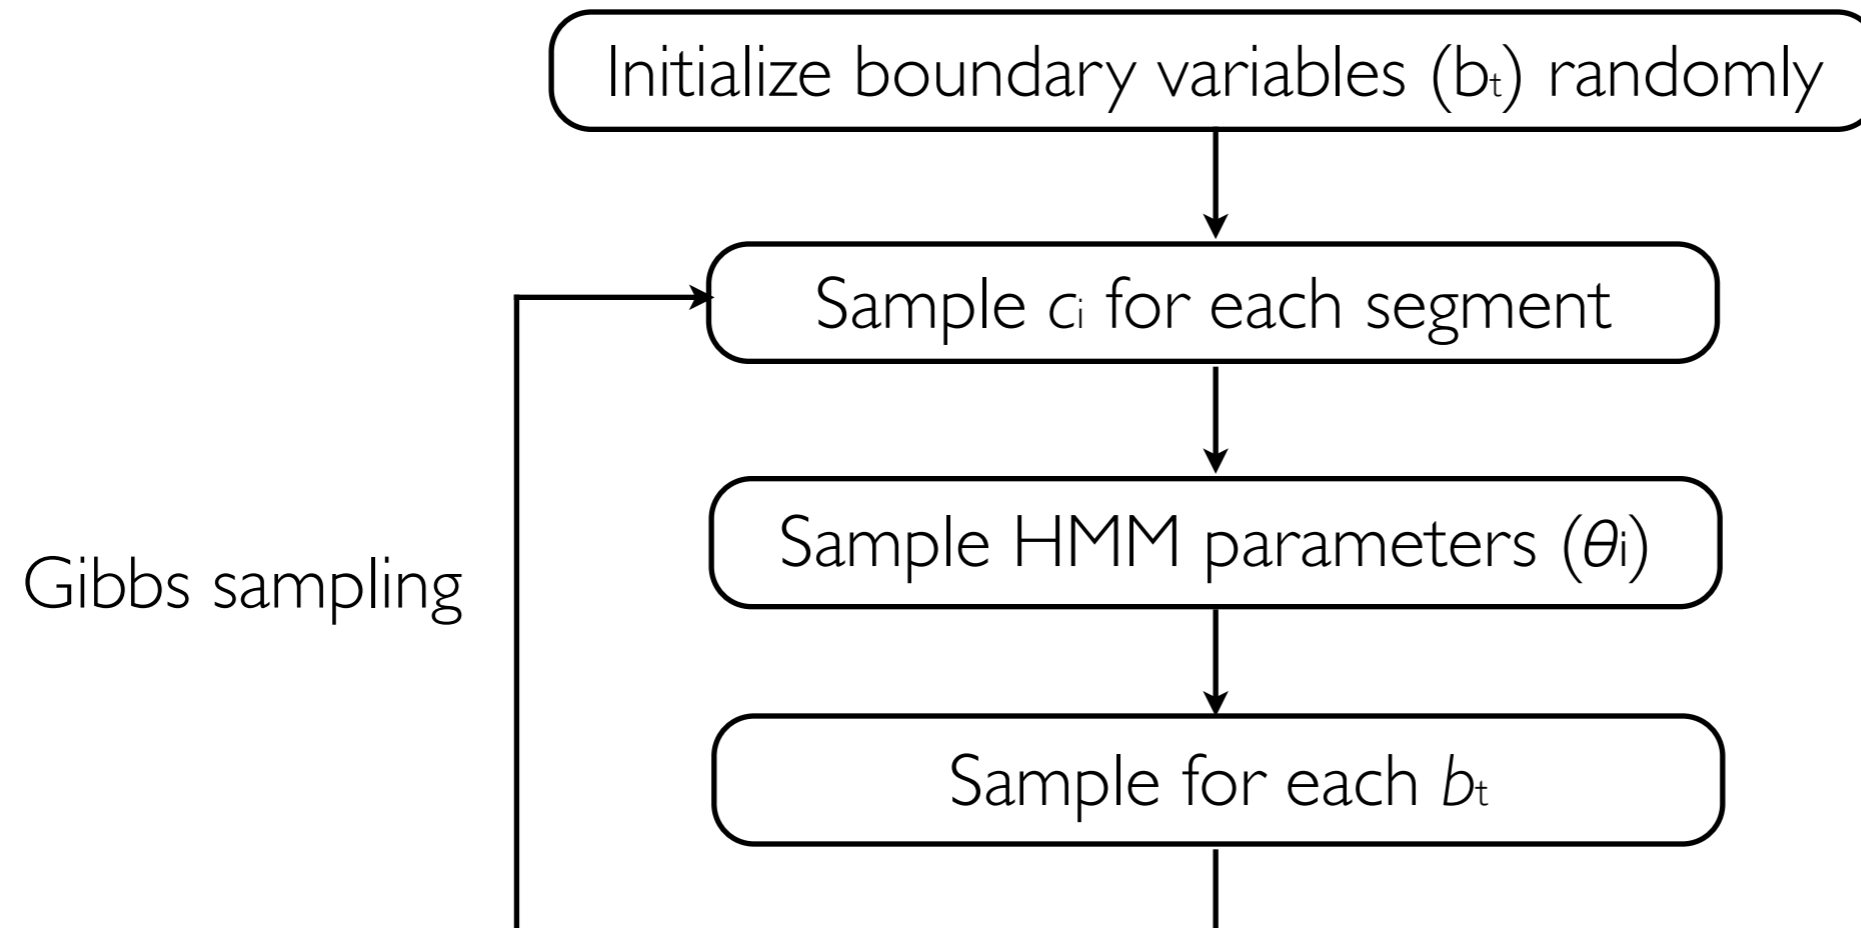 Initialize boundary variables (bt) randomly
Sample ci for each segment
Sample HMM parameters (θi)
Gibbs sampling
Sample for each bt